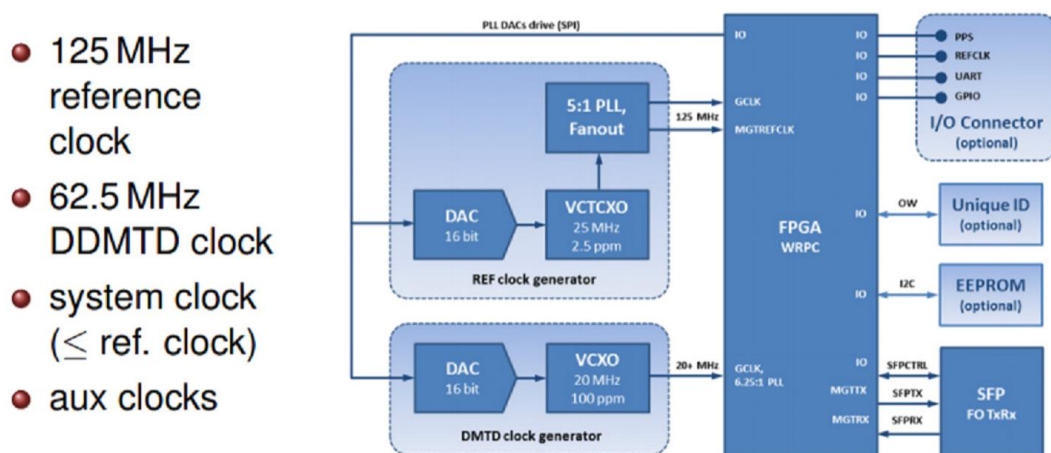 125 MHz
reference
clock
62.5 MHz
DDMTD clock
system clock
(≤ ref. clock)
aux clocks
PLL DACs drive (SPI)
5:1 PLL,
Fanout
125 MHz
DAC
16 bit
VCTCXO
25 MHz
2.5 ppm
REF clock generator
DAC
16 bit
VCXO
20 MHz
100 ppm
20+ MHz
DMTD clock generator
IO
GCLK
MGTREFCLK
FPGA
WRPC
GCLK,
6.25:1 PLL
IO
IO
IO
IO
IO
IO
IO
MGTTX
MGTRX
PPS
REFCLK
UART
GPIO
I/O Connector
(optional)
OW
Unique ID
(optional)
I2C
EEPROM
(optional)
SFPCTRL
SFPTX
SFPRX
SFP
FO TxRx